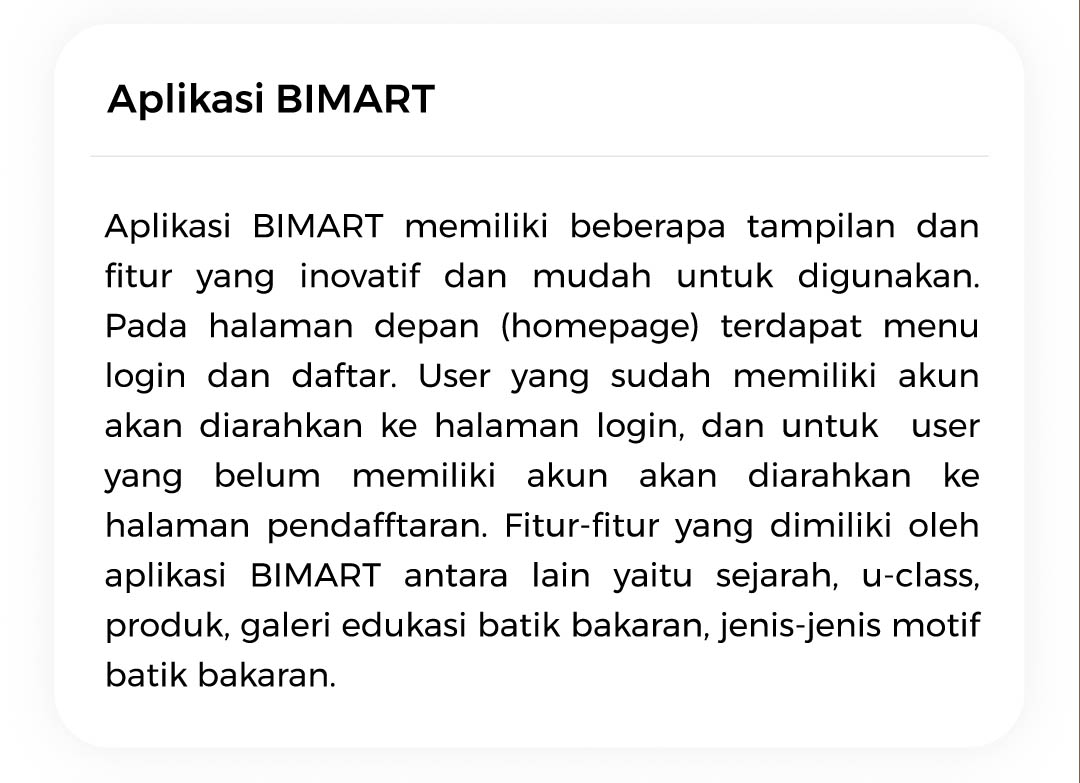 Aplikasi BIMART
Aplikasi BIMART memiliki beberapa tampilan dan
fitur yang inovatif dan mudah untuk digunakan.
Pada halaman depan (homepage) terdapat menu
login dan daftar. User yang sudah memiliki akun
akan diarahkan ke halaman login, dan untuk user
yang belum memiliki akun akan diarahkan ke
halaman pendafftaran. Fitur-fitur yang dimiliki oleh
aplikasi BIMART antara lain yaitu sejarah, u-class,
produk, galeri edukasi batik bakaran, jenis-jenis motif
batik bakaran.